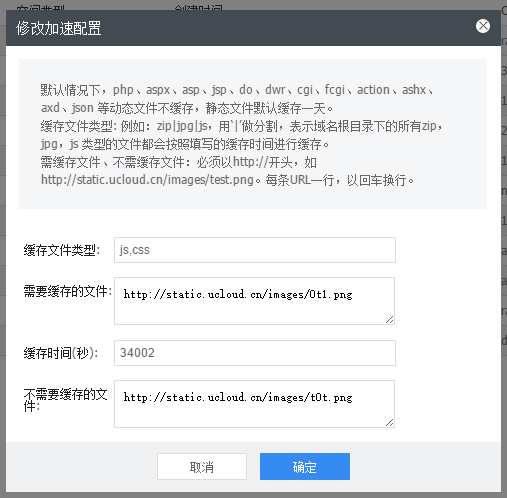 空间类型 创建时间
修改加速配置
默认情况下，php、aspx、asp、jsp、do、dwr、cgi、fcgi、action、ashx、
axd、json 等动态文件不缓存，静态文件默认缓存一天。
缓存文件类型: 例如：zip|jpg|js，用`|´做分割，表示域名根目录下的所有zip，
jpg，js 类型的文件都会按照填写的缓存时间进行缓存。
需缓存文件、不需缓存文件：必须以http://开头，如
http://static.ucloud.cn/images/test.png。每条URL一行，以回车换行。
缓存文件类型: js,css
需要缓存的文件: http://static.ucloud.cn/images/0t1.png
缓存时间(秒): 34002
不需要缓存的文
件: http://static.ucloud.cn/images/t0t.png
取消 确定